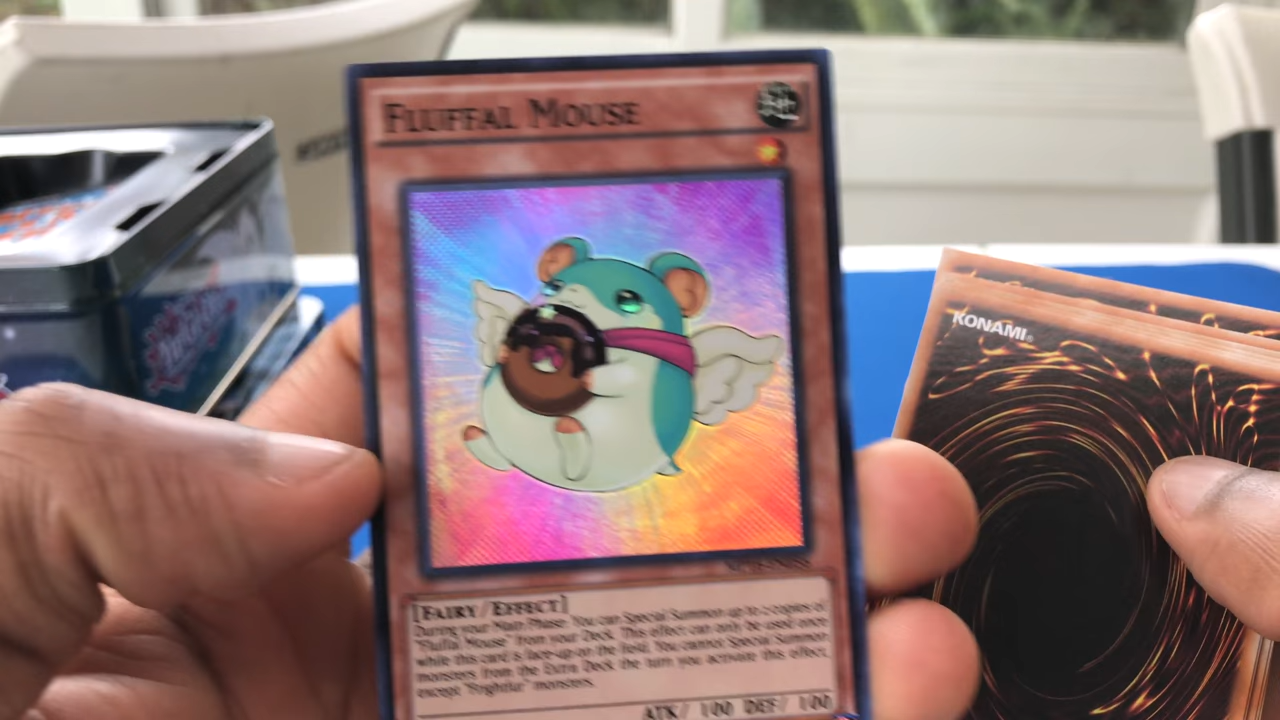 FLUFFAL MOUSE
KONAMI®
[FAIRY/EFFECT]
During your Main Phase: You can Special Summon up to 2 copies of
"Fluffal Mouse" from your Deck. This effect can only be used once
while this card is face-up on the field. You cannot Special Summon
monsters from the Extra Deck the turn you activate this effect,
except "Frightfur" monsters.
ATK/ 100 DEF/ 100